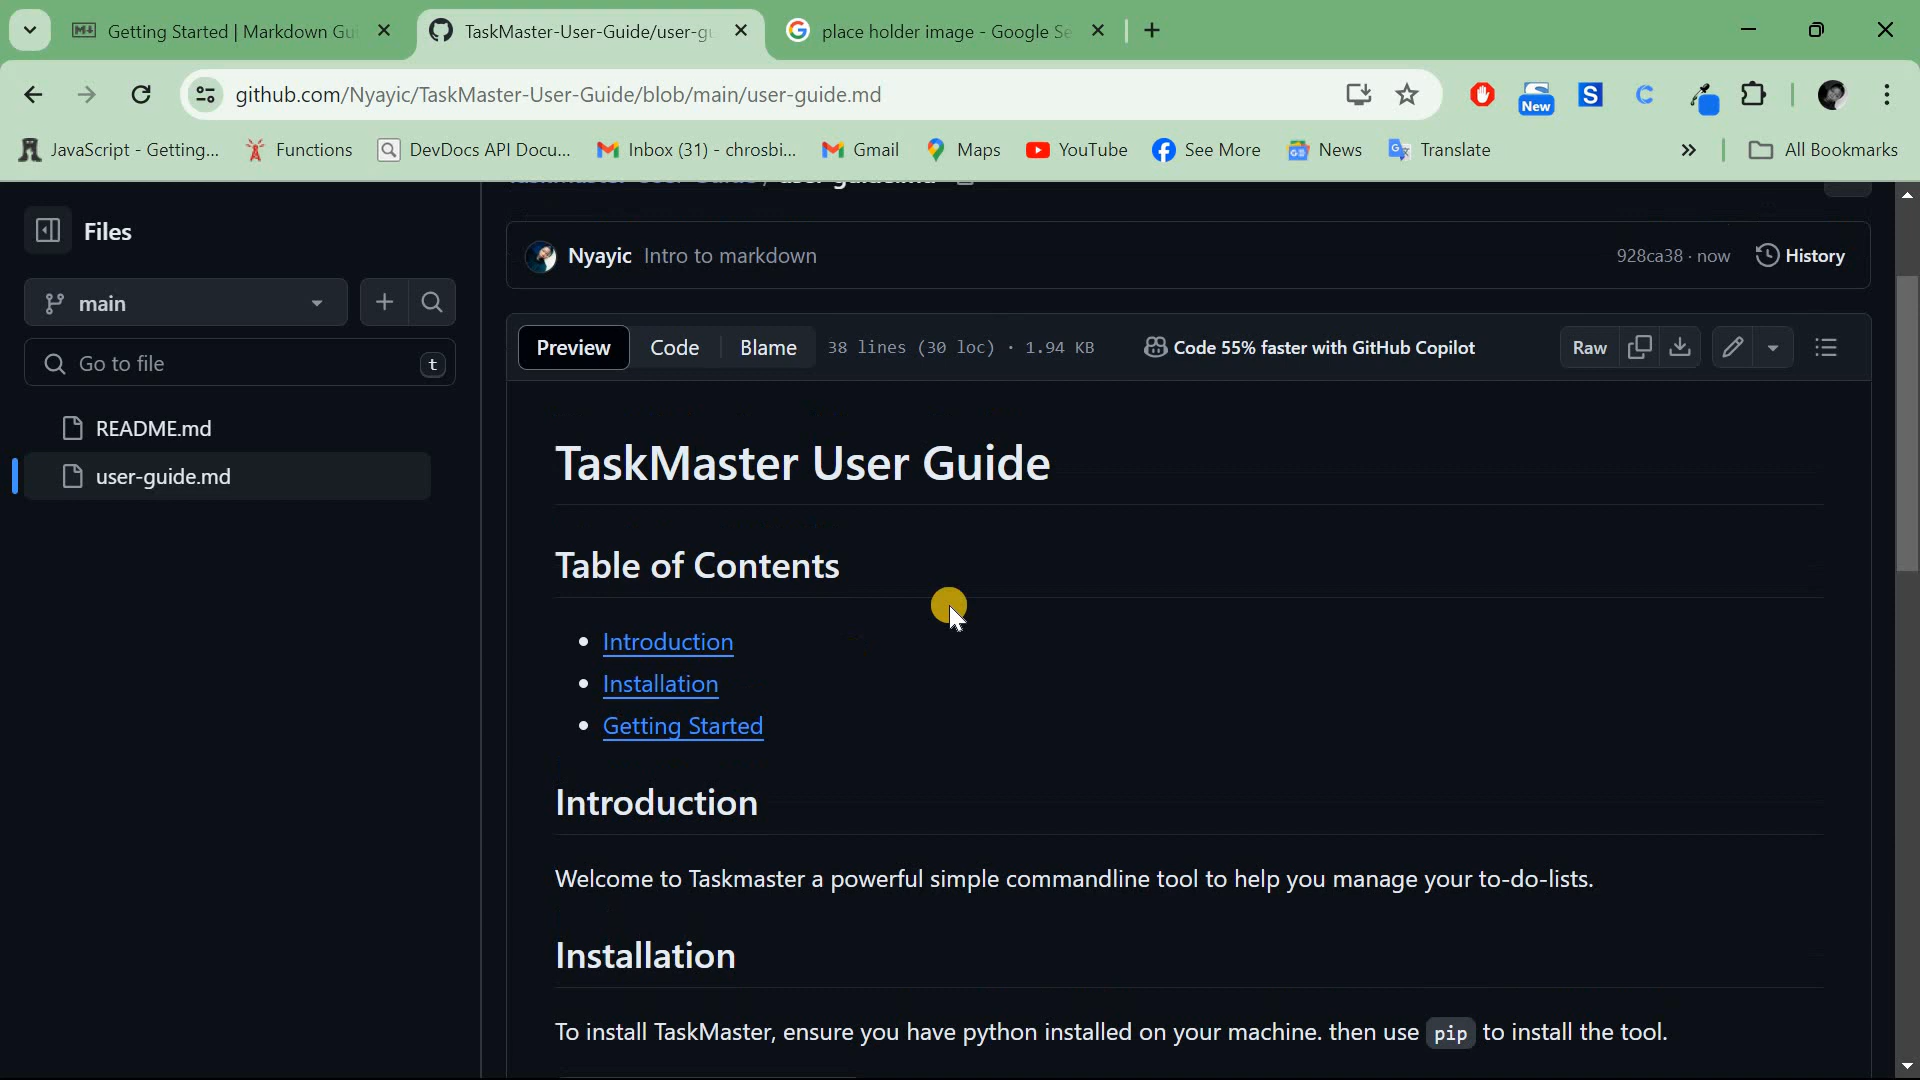 Getting Started | Markdown Gu
TaskMaster-User-Guide/user-gu
place holder image - Google Se
github.com/Nyayic/TaskMaster-User-Guide/blob/main/user-guide.md
New
S
C
JavaScript - Getting...
Functions
DevDocs API Docu...
Inbox (31) - chrosbi...
Gmail
Maps
YouTube
See More
News
Translate
»
All Bookmarks
Files
Nyayic Intro to markdown
928ca38 · now
History
main
Preview
Code
Blame
38 lines (30 loc) · 1.94 KB
Code 55% faster with GitHub Copilot
Raw
Go to file
t
README.md
user-guide.md
TaskMaster User Guide
Table of Contents
• Introduction
• Installation
• Getting Started
Introduction
Welcome to Taskmaster a powerful simple commandline tool to help you manage your to-do-lists.
Installation
To install TaskMaster, ensure you have python installed on your machine. then use pip to install the tool.